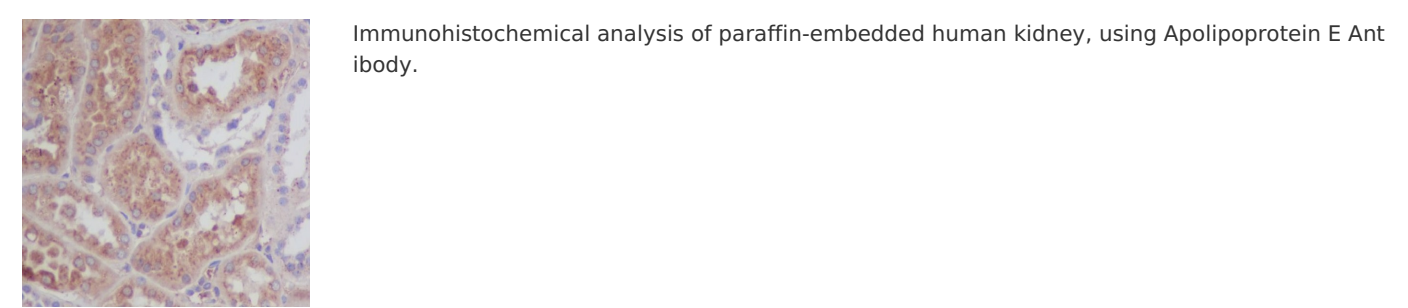 Immunohistochemical analysis of paraffin-embedded human kidney, using Apolipoprotein E Ant
ibody.